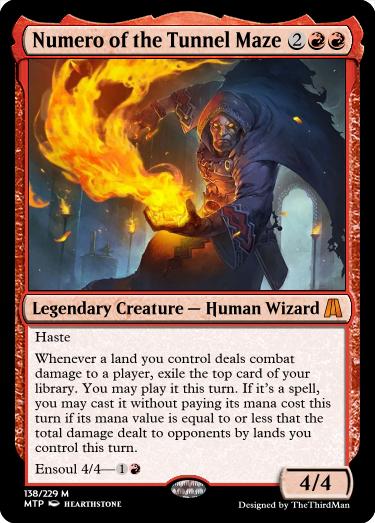 Numero of the Tunnel Maze 2
Legendary Creature — Human Wizard
Haste
Whenever a land you control deals combat
damage to a player, exile the top card of your
library. You may play it this turn. If it's a spell,
you may cast it without paying its mana cost this
turn if its mana value is equal to or less that the
total damage dealt to opponents by lands you
control this turn.
Ensoul 4/4—1
4/4
138/229 M
MTP HEARTHSTONE
Designed by TheThirdMan